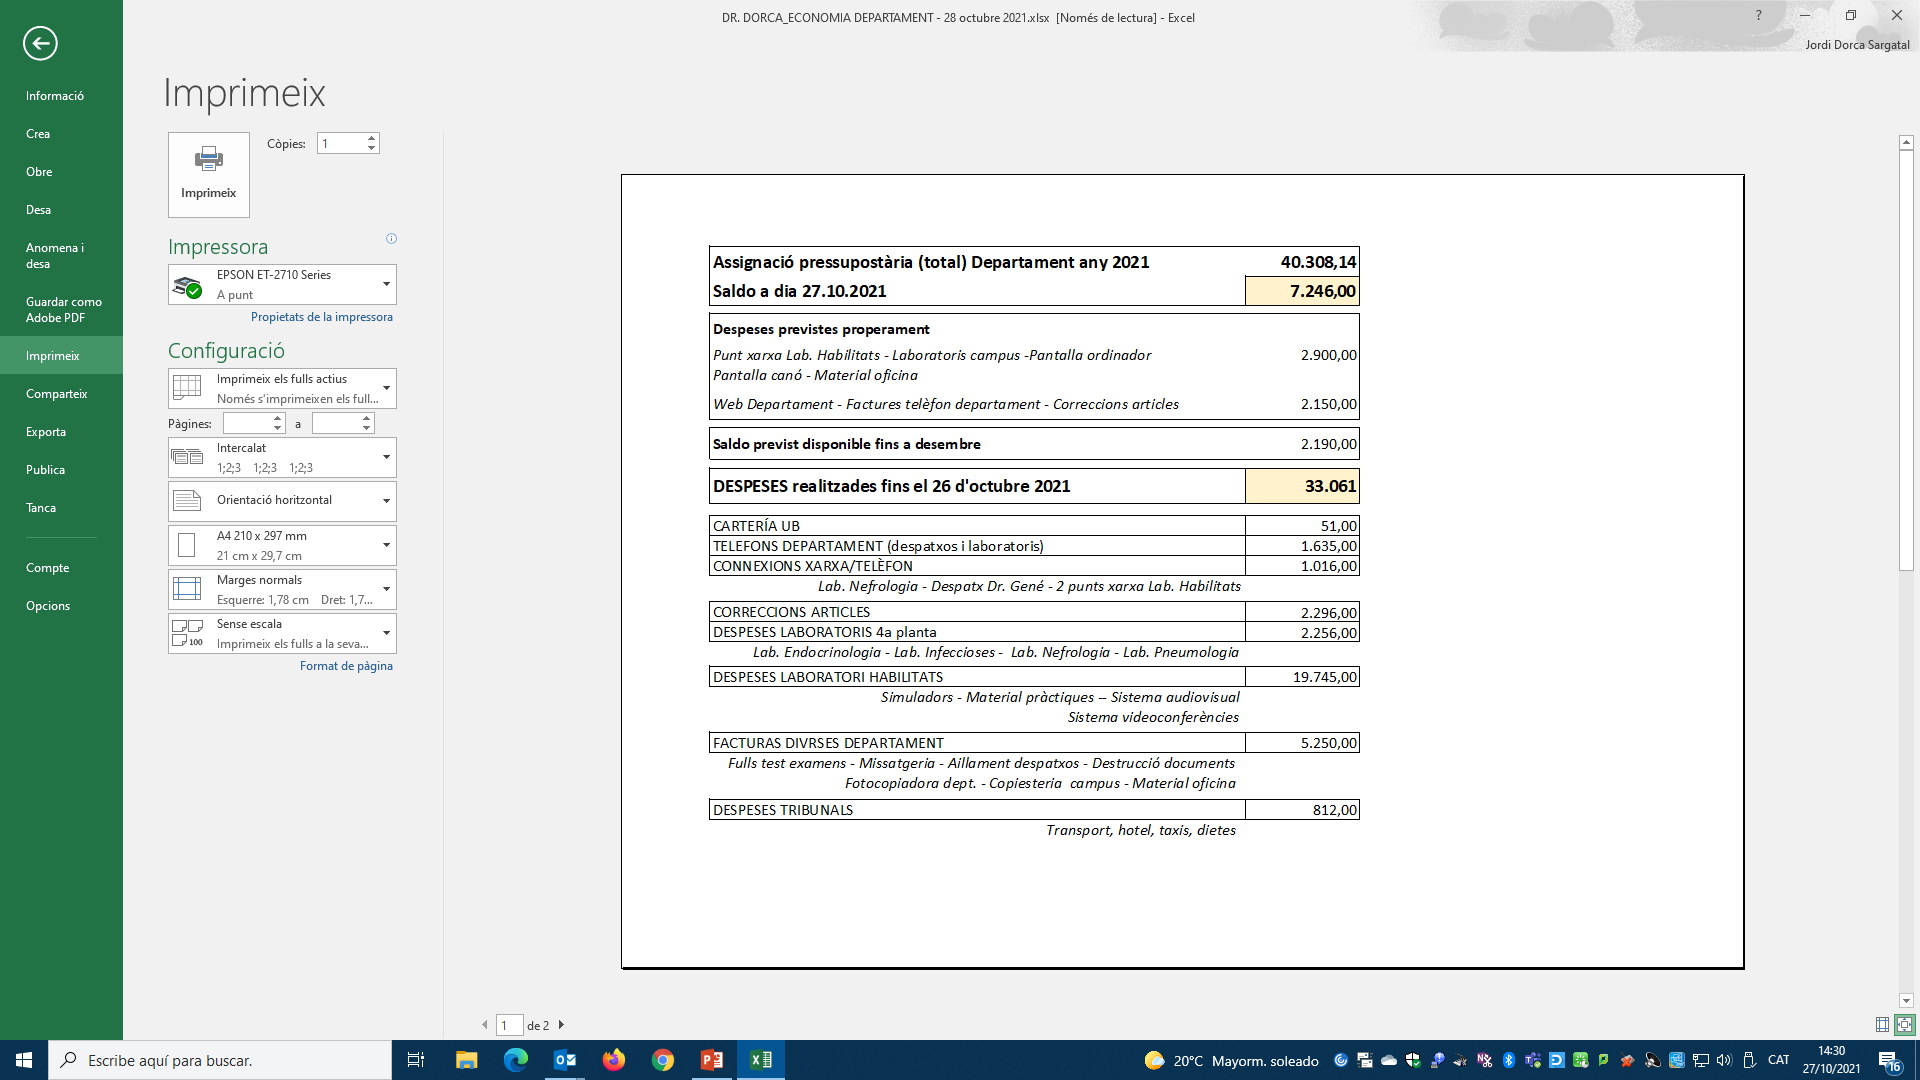 DR. DORCA_ECONOMIA DEPARTAMENT - 28 octubre 2021.xlsx  [Només de lectura] - Excel
?
Jordi Dorca Sargatal
Informació
Crea
Obre
Desa
Anomena i
desa
Guardar como
Adobe PDF
Imprimeix
Comparteix
Exporta
Publica
Tanca
Compte
Opcions
Imprimeix
Imprimeix
Còpies: 1
Impressora
EPSON ET-2710 Series
A punt
Propietats de la impressora
Configuració
Imprimeix els fulls actius
Només s'imprimeixen els full...
Pàgines: a
Intercalat
1;2;3 1;2;3 1;2;3
Orientació horitzontal
A4 210 x 297 mm
21 cm x 29,7 cm
Marges normals
Esquerre: 1,78 cm Dret: 1,7...
Sense escala
100
Imprimeix els fulls a la seva...
Format de pàgina
Assignació pressupostària (total) Departament any 2021 40.308,14
Saldo a dia 27.10.2021 7.246,00
Despeses previstes properament
Punt xarxa Lab. Habilitats - Laboratoris campus -Pantalla ordinador 2.900,00
Pantalla canó - Material oficina
Web Departament - Factures telèfon departament - Correccions articles 2.150,00
Saldo previst disponible fins a desembre 2.190,00
DESPESES realitzades fins el 26 d'octubre 2021 33.061
CARTERÍA UB 51,00
TELEFONS DEPARTAMENT (despatxos i laboratoris) 1.635,00
CONNEXIONS XARXA/TELÈFON 1.016,00
Lab. Nefrologia - Despatx Dr. Gené - 2 punts xarxa Lab. Habilitats
CORRECCIONS ARTICLES 2.296,00
DESPESES LABORATORIS 4a planta 2.256,00
Lab. Endocrinologia - Lab. Infeccioses -  Lab. Nefrologia - Lab. Pneumologia
DESPESES LABORATORI HABILITATS 19.745,00
Simuladors - Material pràctiques -- Sistema audiovisual
Sistema videoconferències
FACTURAS DIVRSES DEPARTAMENT 5.250,00
Fulls test examens - Missatgeria - Aillament despatxos - Destrucció documents
Fotocopiadora dept. - Copiesteria  campus - Material oficina
DESPESES TRIBUNALS 812,00
Transport, hotel, taxis, dietes
1 de 2
Escribe aquí para buscar.
20°C Mayorm. soleado
CAT
14:30
27/10/2021
16